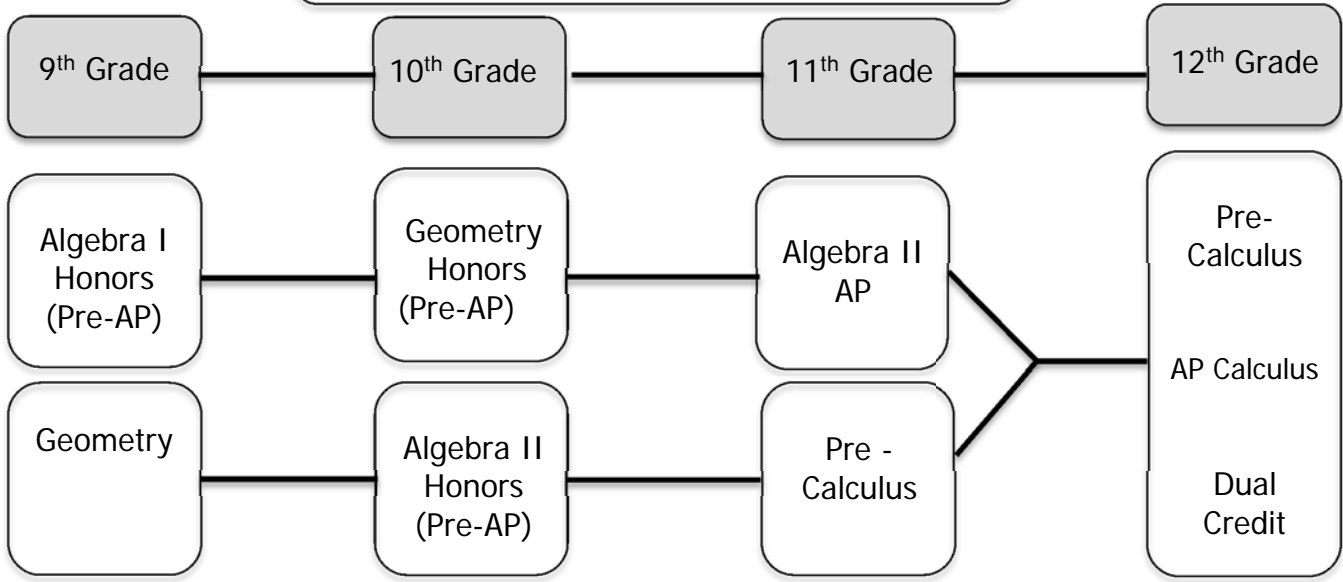 9th Grade
10th Grade
11th Grade
12th Grade
Algebra I
Honors
(Pre-AP)
Geometry
Honors
(Pre-AP)
Algebra II
AP
Pre-
Calculus
AP Calculus
Dual
Credit
Geometry
Algebra II
Honors
(Pre-AP)
Pre -
Calculus